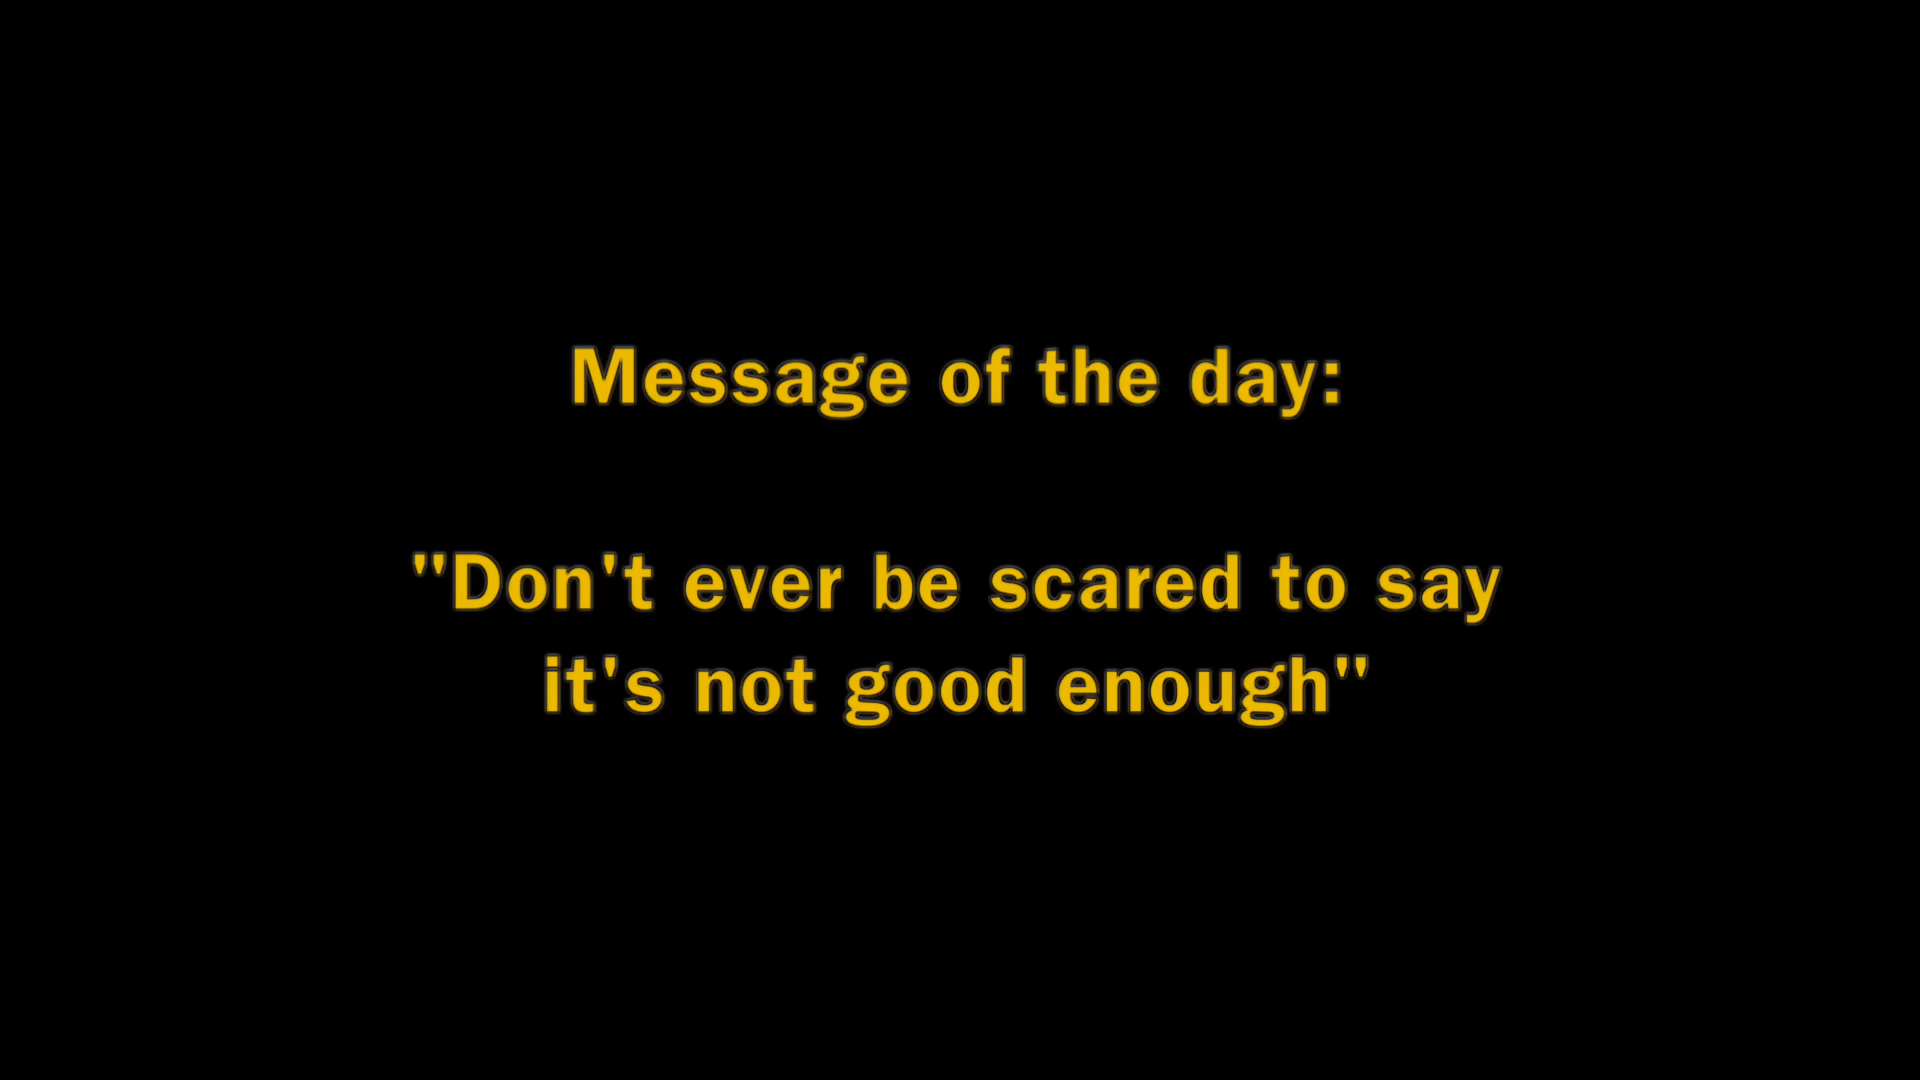 Message of the day:
"Don't ever be scared to say
it's not good enough"